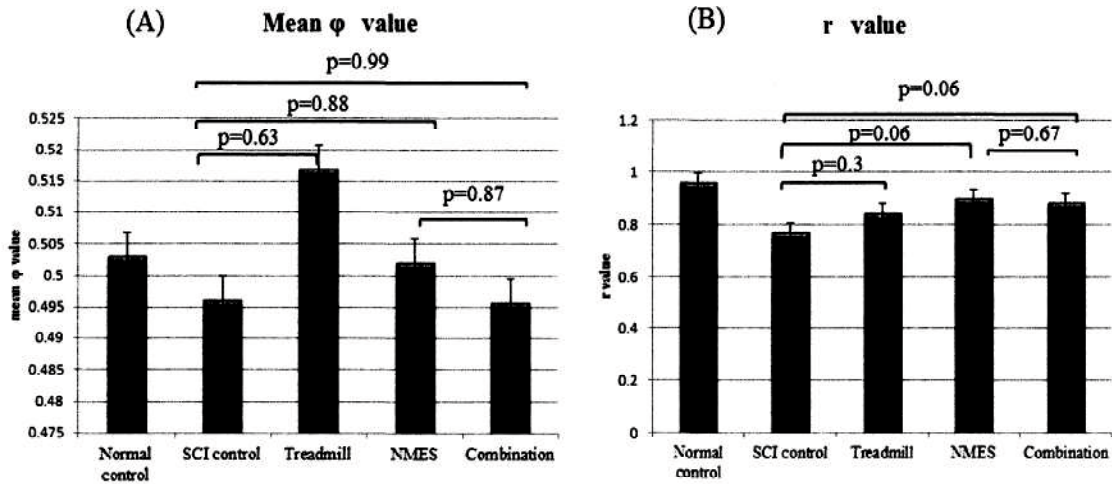 (A) Mean φ value
p=0.99
p=0.88
p=0.63
p=0.87
0.525
0.52
0.515
0.51
0.505
0.5
0.495
0.49
0.485
0.48
0.475
mean φ value
Normal control
SCI control
Treadmill
NMES
Combination
(B) r value
p=0.06
p=0.06
p=0.67
p=0.3
1.2
1
0.8
0.6
0.4
0.2
0
r value
Normal control
SCI control
Treadmill
NMES
Combination